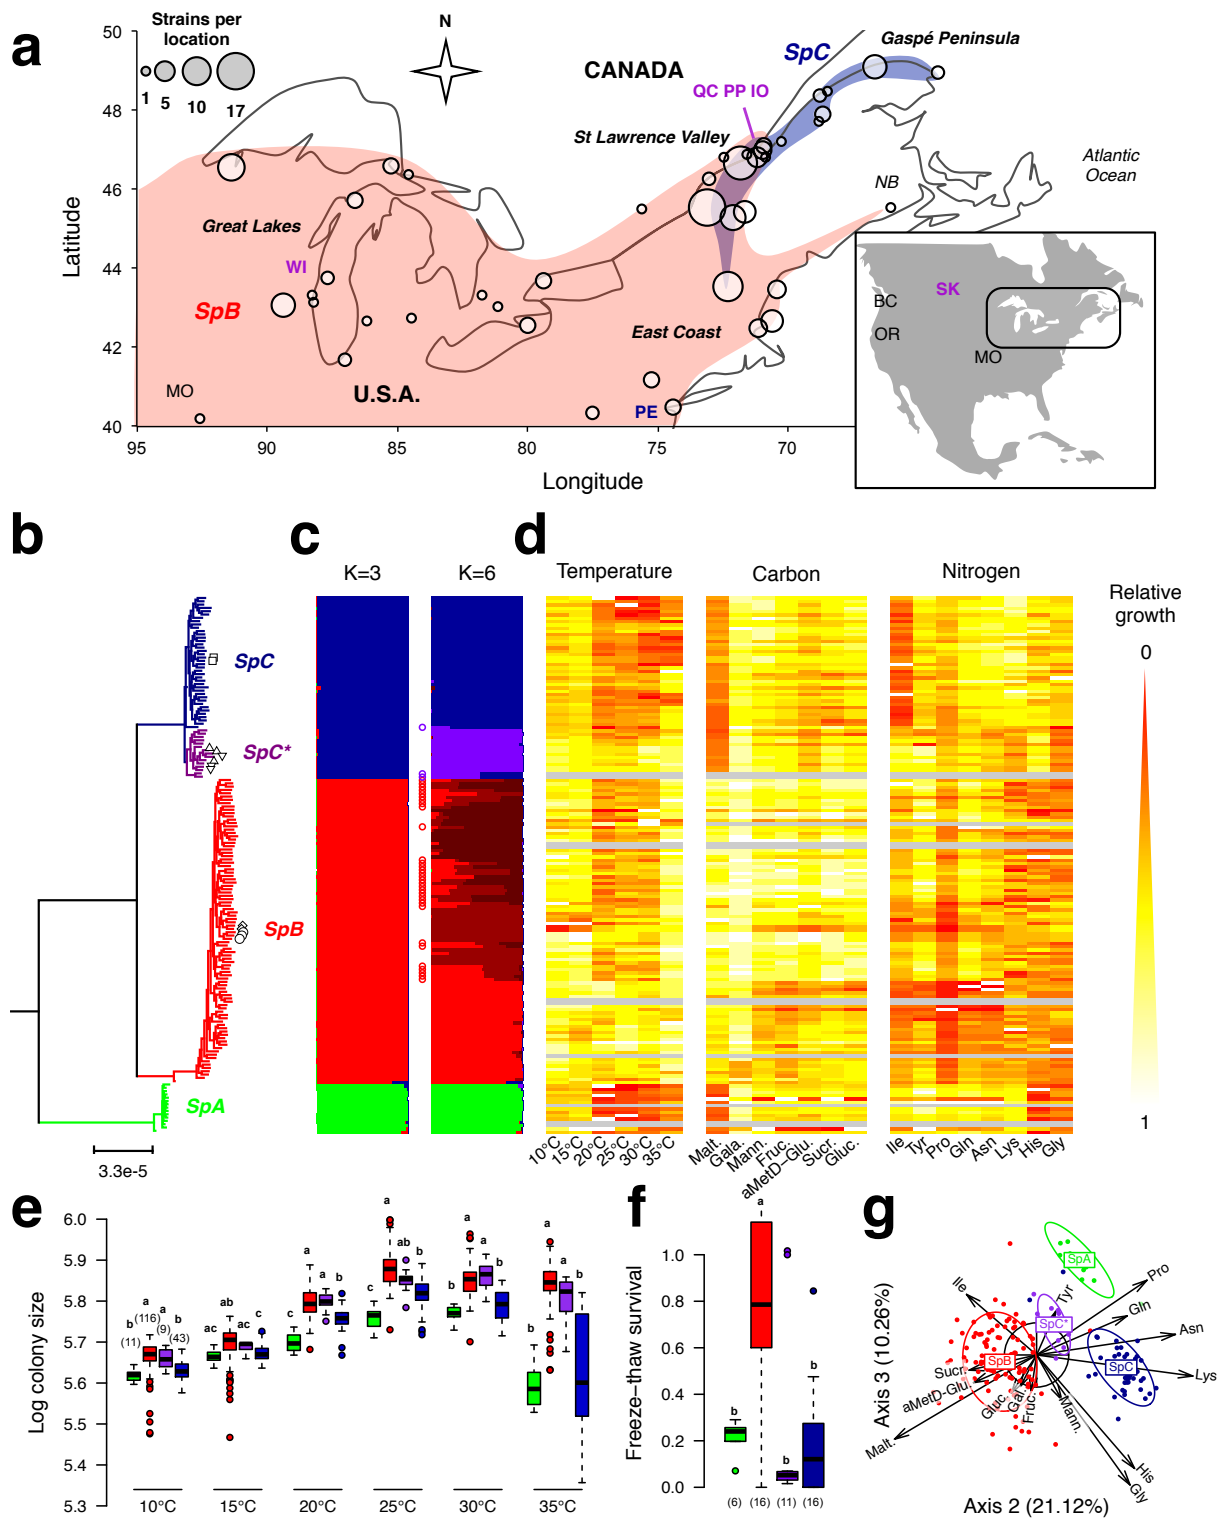 a
Strains per
location
1 5 10 17
N
50
48
46
44
42
40
Latitude
95 90 85 80 75 70
Longitude
CANADA
SpC
Gaspé Peninsula
QC PP IO
St Lawrence Valley
Atlantic
Ocean
NB
Great Lakes
WI
SpB
East Coast
MO
U.S.A.
PE
BC
SK
OR
MO
b
SpC
SpC*
SpB
SpA
3.3e-5
c
K=3 K=6
d
Temperature Carbon Nitrogen
Relative
growth
0
1
10°C 15°C 20°C 25°C 30°C 35°C
Malt. Gala. Mann. Fruc. aMetD-Glu. Sucr. Gluc.
Ile Tyr Pro Gln Asn Lys His Gly
e
Log colony size
6.0
5.9
5.8
5.7
5.6
5.5
5.4
5.3
b a a b
(11) (116) (9) (43)
ac ab ac c
c a a b
c a ab b
b a a b
b a a b
10°C 15°C 20°C 25°C 30°C 35°C
f
Freeze-thaw survival
1.0
0.8
0.6
0.4
0.2
0.0
b a b b
(6) (16) (11) (16)
g
Axis 3 (10.26%)
Axis 2 (21.12%)
SpA
SpC*
SpB
SpC
Ile
Tyr
Pro
Gln
Asn
Lys
Sucr.
aMetD-Glu.
Malt.
Gluc.
Gal.
Fruc.
Mann.
His
Gly